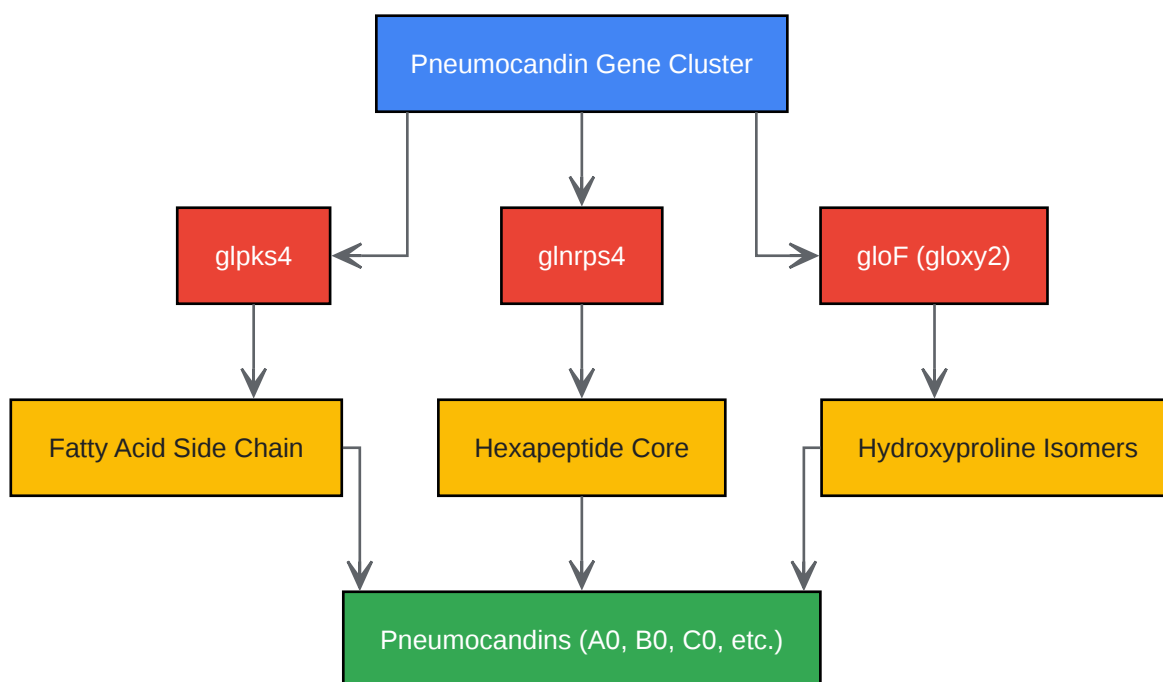 Pneumocandin Gene Cluster
glpks4
glnrps4
gloF (gloxy2)
Fatty Acid Side Chain
Hexapeptide Core
Hydroxyproline Isomers
Pneumocandins (A0, B0, C0, etc.)